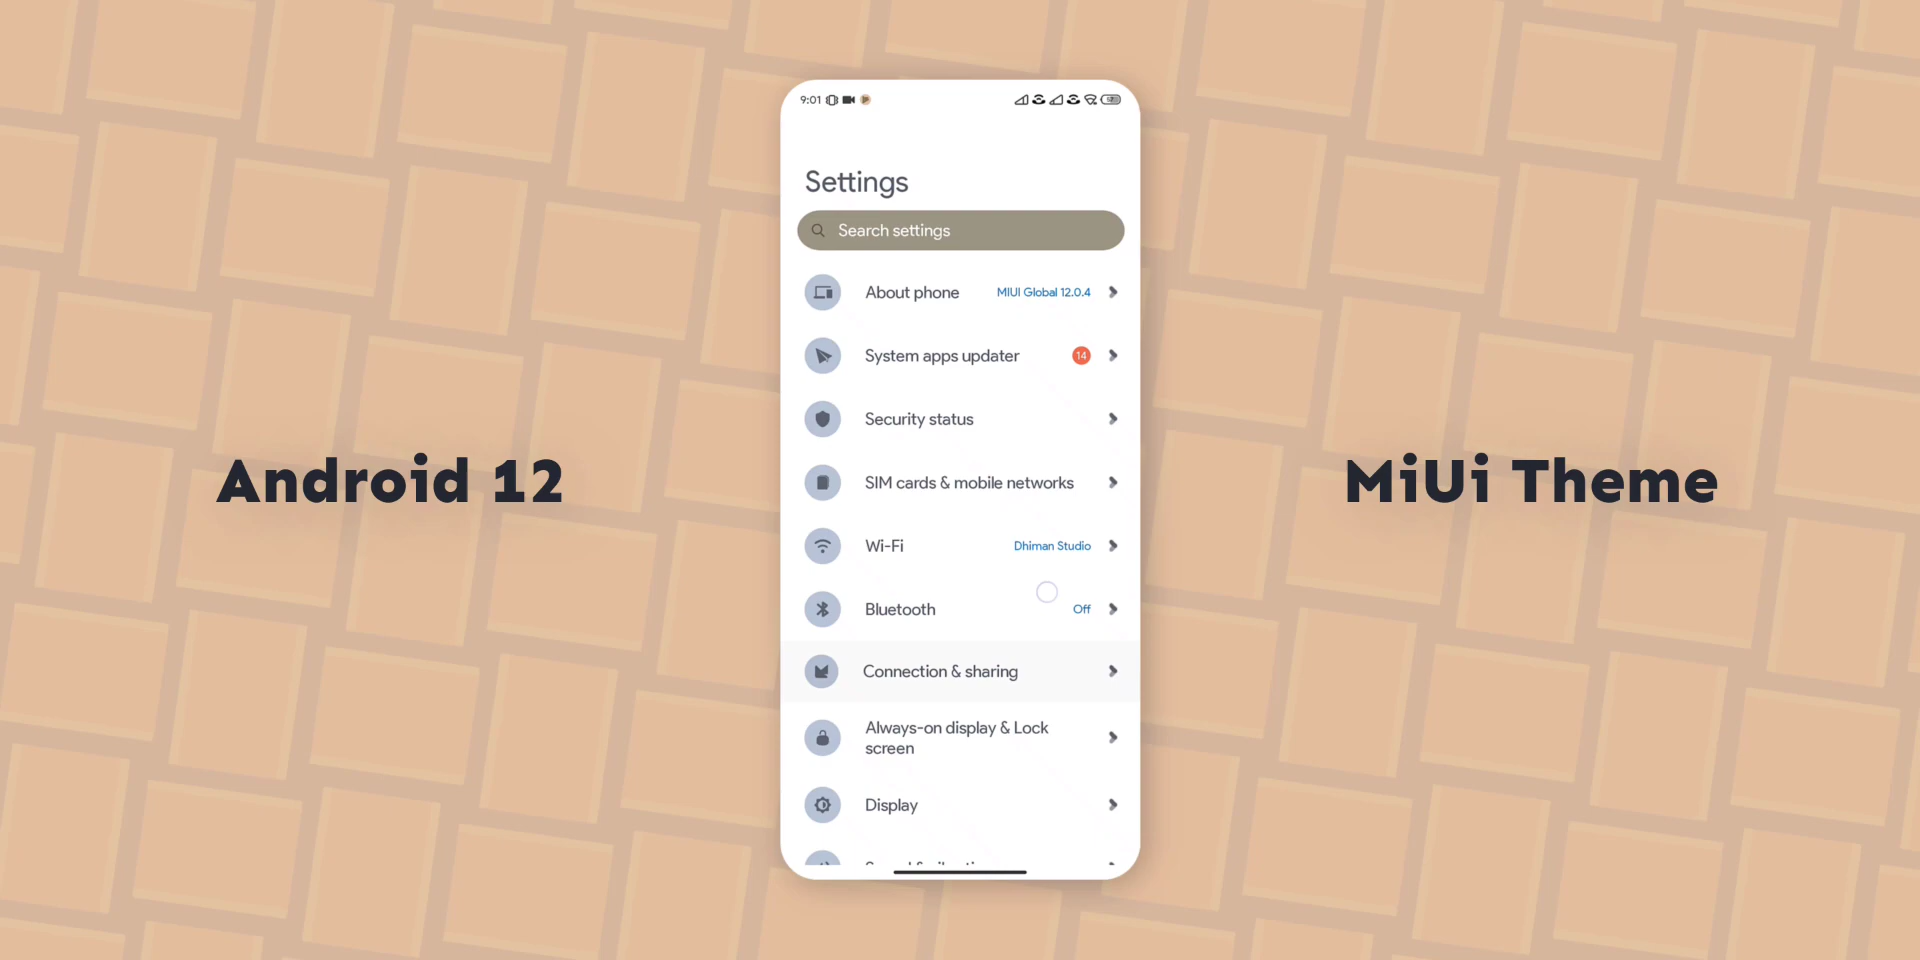 9:01
Settings
Search settings
About phone MIUI Global 12.0.4
System apps updater 14
Security status
SIM cards & mobile networks
Android 12
MiUi Theme
Wi-Fi Dhiman Studio
Bluetooth Off
Connection & sharing
Always-on display & Lock
screen
Display